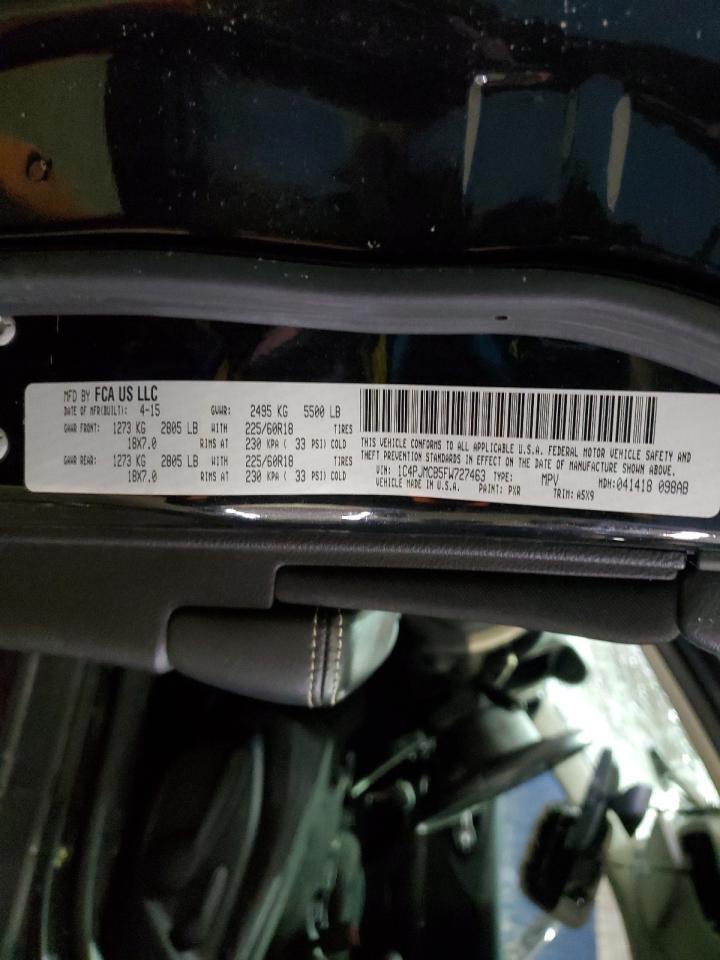 MFD BY FCA US LLC
DATE OF MFR(BUILT): 4-15 GVWR: 2495 KG 5500 LB
GAWR FRONT: 1273 KG 2805 LB WITH 225/60R18 TIRES
18X7.0 RIMS AT 230 KPA ( 33 PSI) COLD
GAWR REAR: 1273 KG 2805 LB WITH 225/60R18 TIRES
18X7.0 RIMS AT 230 KPA ( 33 PSI) COLD
THIS VEHICLE CONFORMS TO ALL APPLICABLE U.S.A. FEDERAL MOTOR VEHICLE SAFETY AND
THEFT PREVENTION STANDARDS IN EFFECT ON THE DATE OF MANUFACTURE SHOWN ABOVE.
VIN: 1C4PJMCB5FW727463 TYPE: MPV MDH: 041418 098AB
VEHICLE MADE IN U.S.A. PAINT: PXR TRIM: A5X9